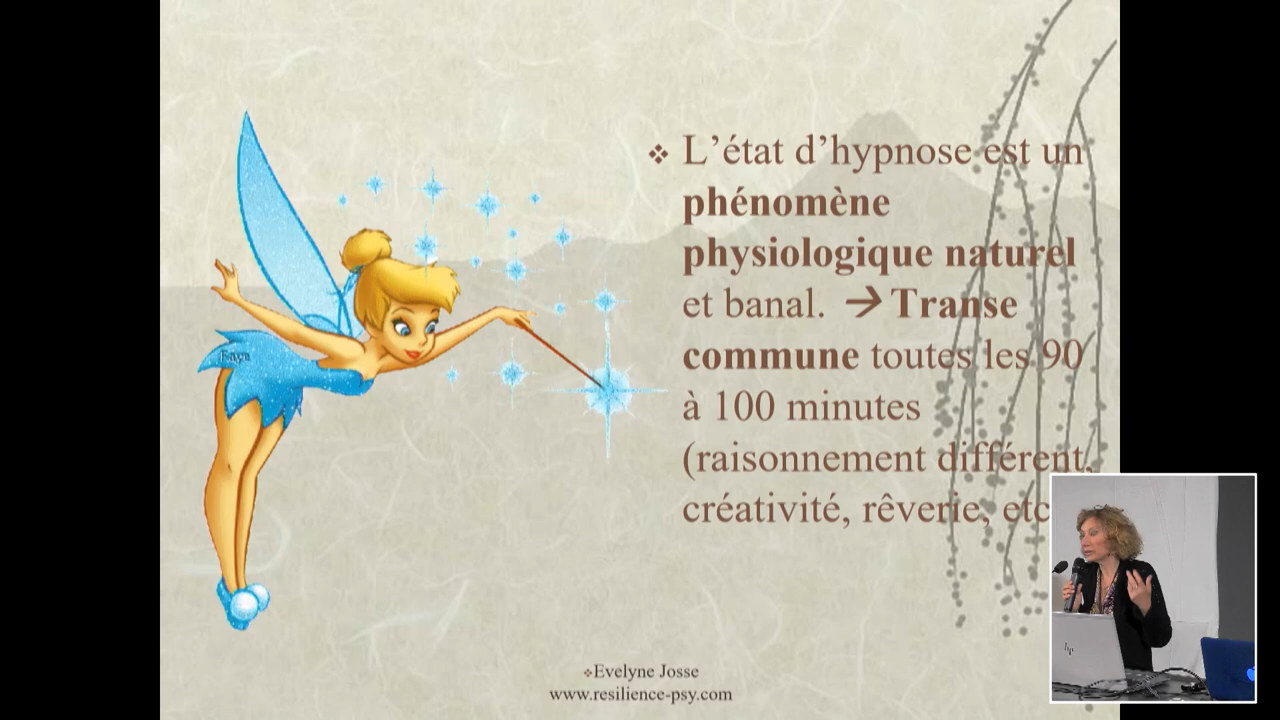 ❖ L’état d’hypnose est un
phénomène
physiologique naturel
et banal. → Transe
commune toutes les 90
à 100 minutes
(raisonnement différent,
créativité, rêverie, etc
❖Evelyne Josse
www.resilience-psy.com
hp